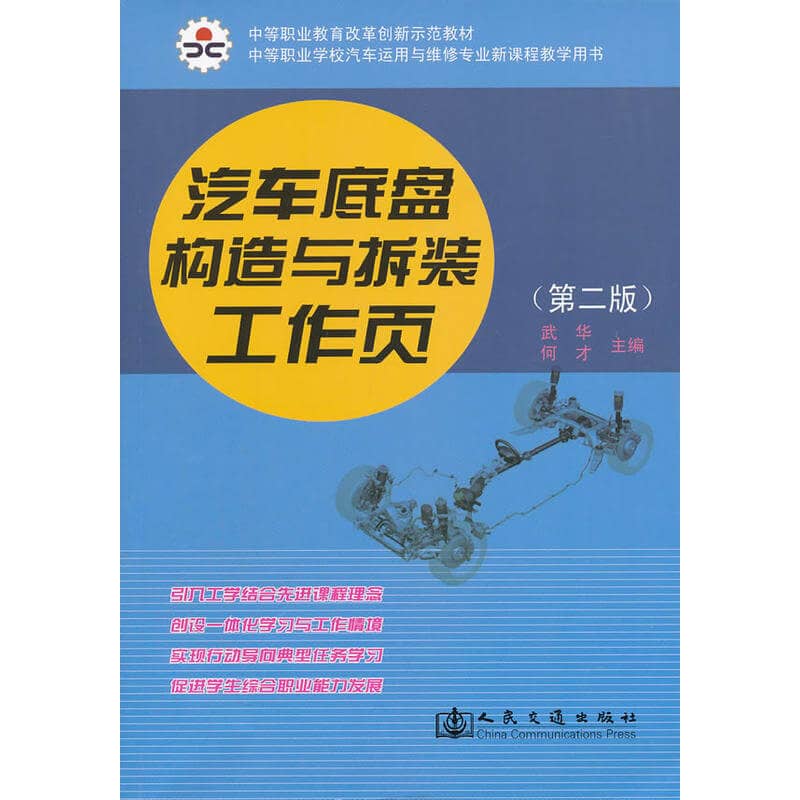 中等职业教育改革创新示范教材
中等职业学校汽车运用与维修专业新课程教学用书
汽车底盘
构造与拆装
工作页
(第二版)
武华
何才
主编
引入工学结合先进课程理念
创设一体化学习与工作情境
实现行动导向典型任务学习
促进学生综合职业能力发展
人民交通出版社
China Communications Press